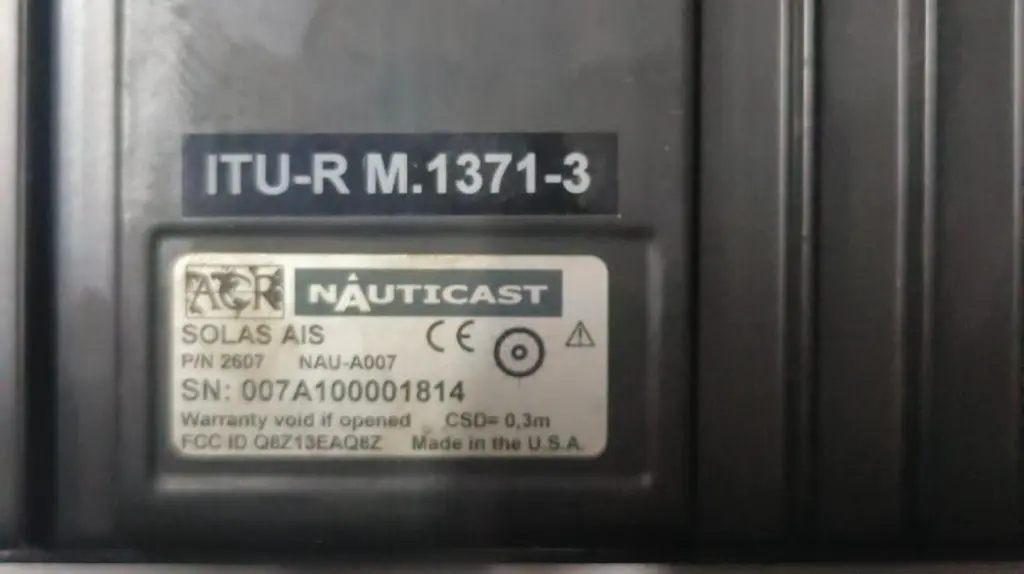 ITU-R M.1371-3
ACR NAUTICAST
SOLAS AIS CE
P/N 2607 NAU-A007
SN: 007A100001814
Warranty void if opened CSD= 0,3m
FCC ID Q8Z13EAQ8Z Made in the U.S.A.